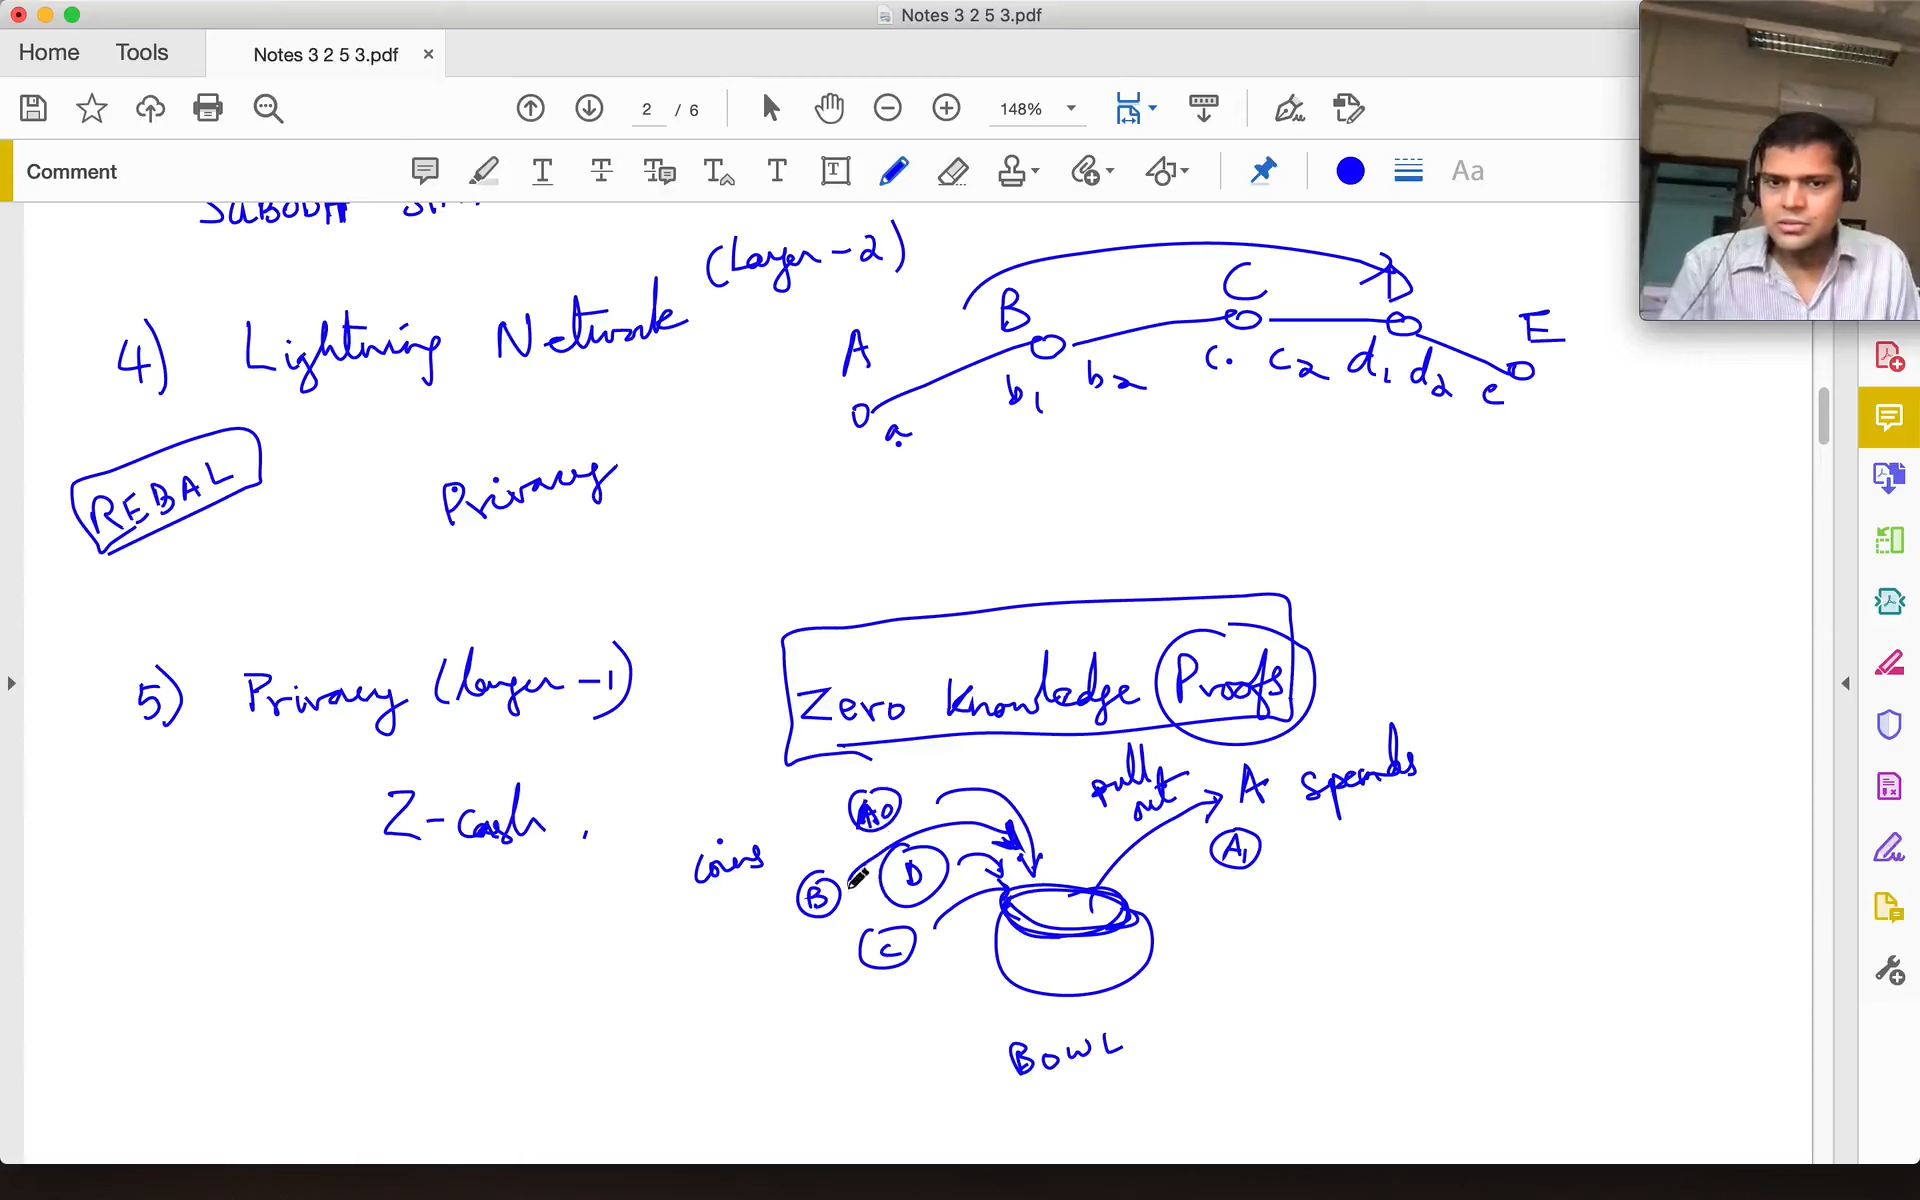 Notes 3 2 5 3.pdf
Home Tools Notes 3 2 5 3.pdf ×
2 / 6 148%
Comment Aa
SUBODH
(Layer-2)
4) Lightning Network
A B C D E
a b1 b2 c. c2 d1 d2 e
REBAL
Privacy
5) Privacy (layer-1)
Zero Knowledge Proofs
Z-cash
pull out
A spends
A0
A1
coins
B D
C
BOWL